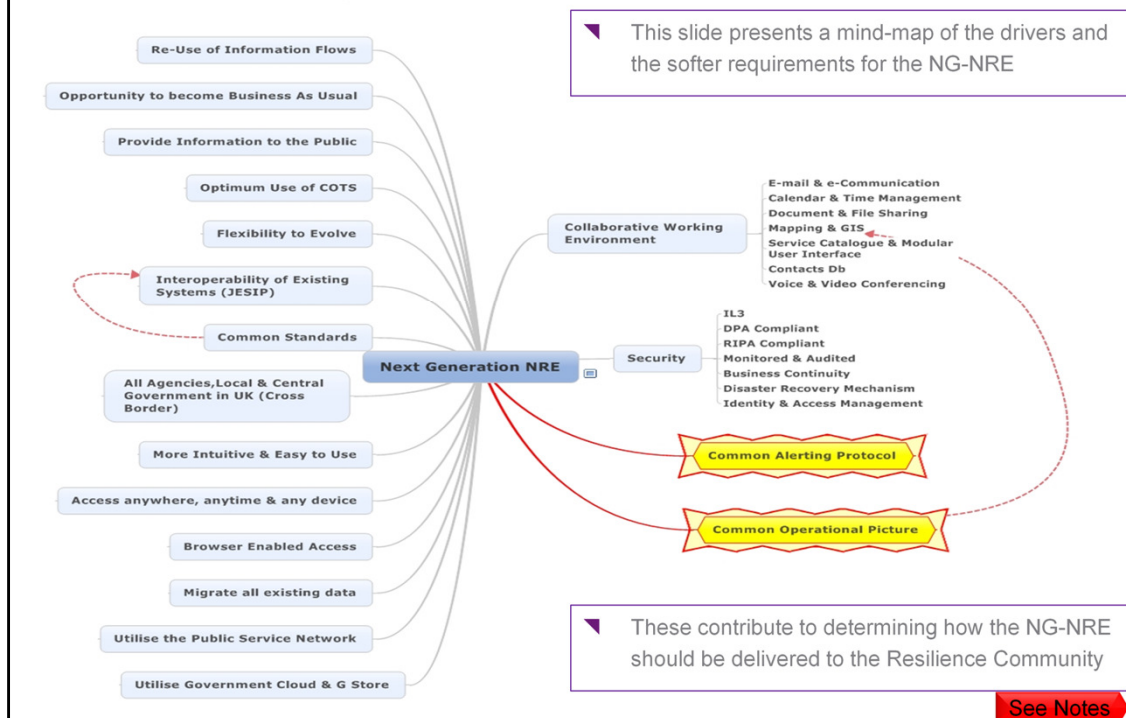 This slide presents a mind-map of the drivers and
the softer requirements for the NG-NRE
Re-Use of Information Flows
Opportunity to become Business As Usual
Provide Information to the Public
Optimum Use of COTS
Flexibility to Evolve
Interoperability of Existing
Systems (JESIP)
Common Standards
All Agencies,Local & Central
Government in UK (Cross
Border)
More Intuitive & Easy to Use
Access anywhere, anytime & any device
Browser Enabled Access
Migrate all existing data
Utilise the Public Service Network
Utilise Government Cloud & G Store
Next Generation NRE
Collaborative Working
Environment
E-mail & e-Communication
Calendar & Time Management
Document & File Sharing
Mapping & GIS
Service Catalogue & Modular
User Interface
Contacts Db
Voice & Video Conferencing
Security
IL3
DPA Compliant
RIPA Compliant
Monitored & Audited
Business Continuity
Disaster Recovery Mechanism
Identity & Access Management
Common Alerting Protocol
Common Operational Picture
These contribute to determining how the NG-NRE
should be delivered to the Resilience Community
See Notes